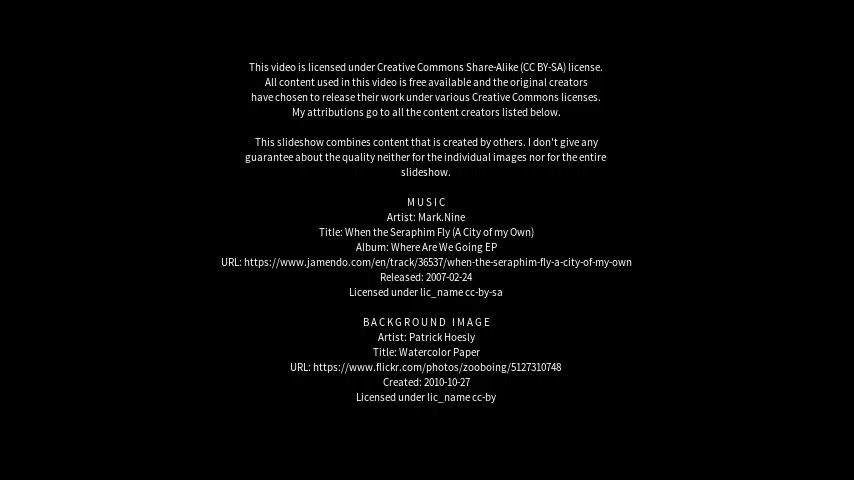 This video is licensed under Creative Commons Share-Alike (CC BY-SA) license.
All content used in this video is free available and the original creators
have chosen to release their work under various Creative Commons licenses.
My attributions go to all the content creators listed below.
This slideshow combines content that is created by others. I don't give any
guarantee about the quality neither for the individual images nor for the entire
slideshow.
MUSIC
Artist: Mark.Nine
Title: When the Seraphim Fly (A City of my Own)
Album: Where Are We Going EP
URL: https://www.jamendo.com/en/track/36537/when-the-seraphim-fly-a-city-of-my-own
Released: 2007-02-24
Licensed under lic_name cc-by-sa
BACKGROUND IMAGE
Artist: Patrick Hoesly
Title: Watercolor Paper
URL: https://www.flickr.com/photos/zooboing/5127310748
Created: 2010-10-27
Licensed under lic_name cc-by